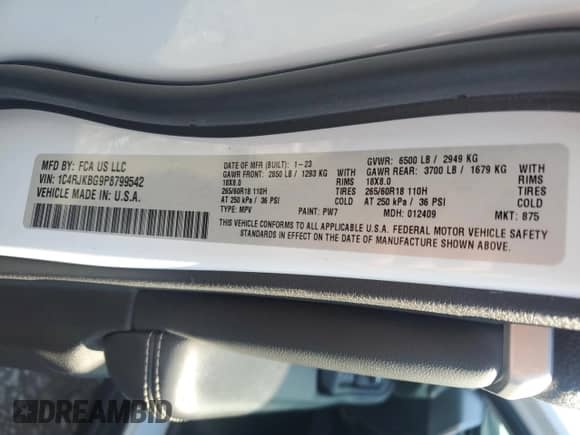 MFD BY: FCA US LLC
VIN: 1C4RJKBG9P8799542
VEHICLE MADE IN: U.S.A.
DATE OF MFR (BUILT): 1-23
GAWR FRONT: 2850 LB / 1293 KG
18X8.0
265/60R18 110H
AT 250 kPa / 36 PSI
TYPE: MPV PAINT: PW7
GVWR: 6500 LB / 2949 KG
GAWR REAR: 3700 LB / 1679 KG
RIMS 18X8.0
TIRES 265/60R18 110H
COLD AT 250 kPa / 36 PSI COLD
MDH: 012409 MKT: 875
THIS VEHICLE CONFORMS TO ALL APPLICABLE U.S.A. FEDERAL MOTOR VEHICLE SAFETY
STANDARDS IN EFFECT ON THE DATE OF MANUFACTURE SHOWN ABOVE.
DREAMBID